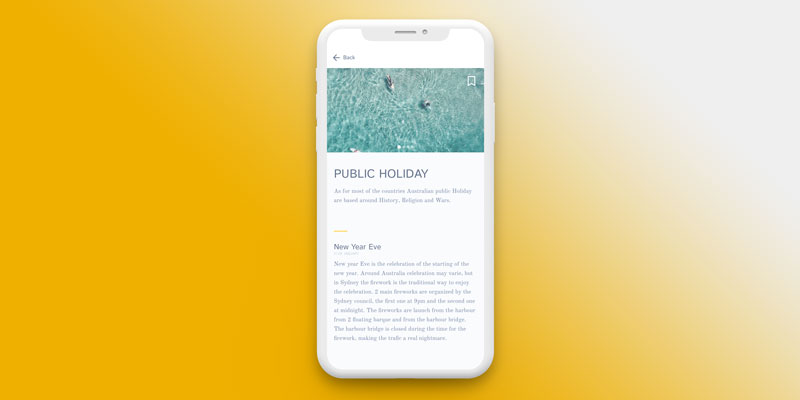 Back
PUBLIC HOLIDAY
As for most of the countries Australian public Holiday
are based around History, Religion and Wars.
New Year Eve
New year Eve is the celebration of the starting of the
new year. Around Australia celebration may varie, but
in Sydney the firework is the traditional way to enjoy
the celebration. 2 main fireworks are organized by the
Sydney council, the first one at 9pm and the second one
at midnight. The fireworks are launch from the harbour
from 2 floating barque and from the harbour bridge.
The harbour bridge is closed during the time for the
firework, making the trafic a real nightmare.